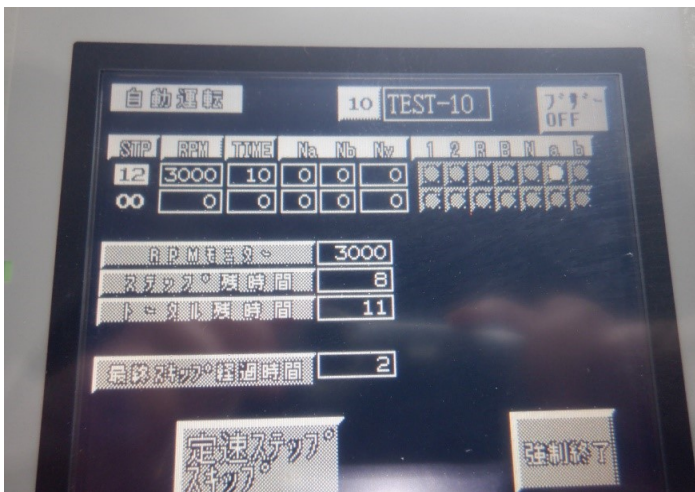 自動運転 10 TEST-10 ブザー
OFF
STP RPM TIME Na Nb Nv 1 2 R B N a b
12 3000 10 0 0 0
00 0 0 0 0 0
RPMモニター 3000
ステップ残時間 8
トータル残時間 11
最終スキップ経過時間 2
定速ステップ
スキップ
強制終了